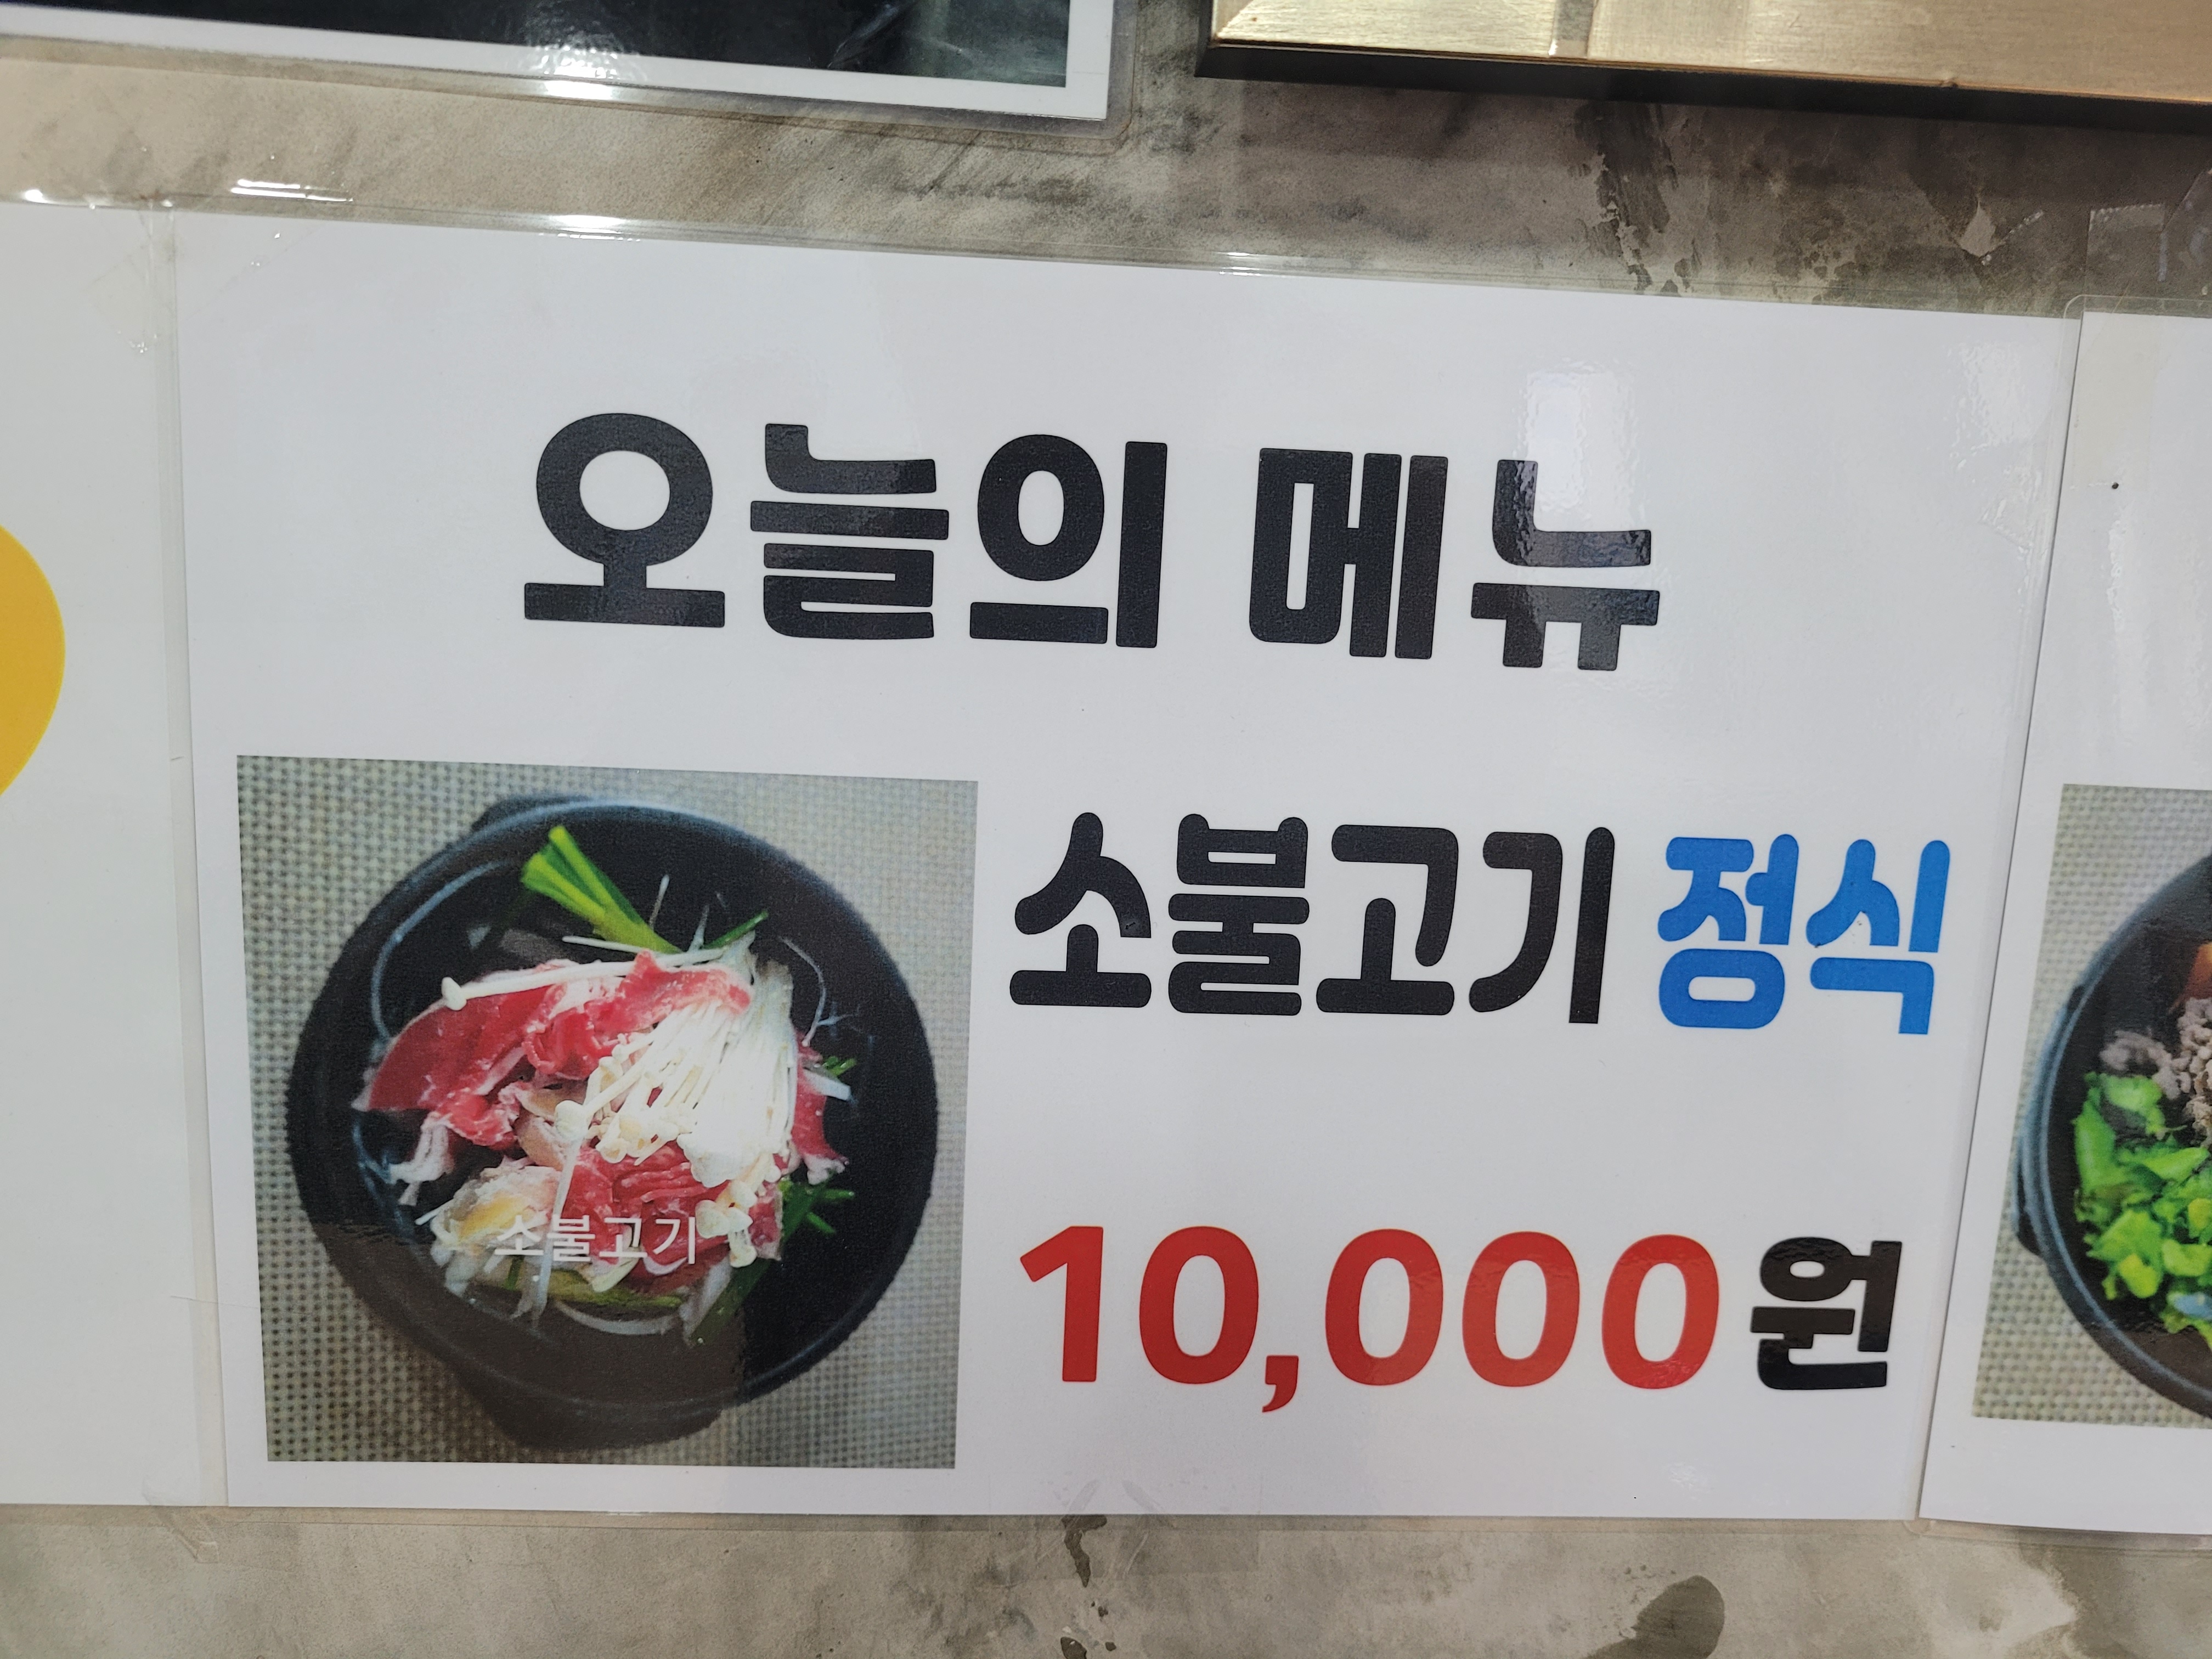 오늘의 메뉴
소불고기 정식
소불고기
10,000원